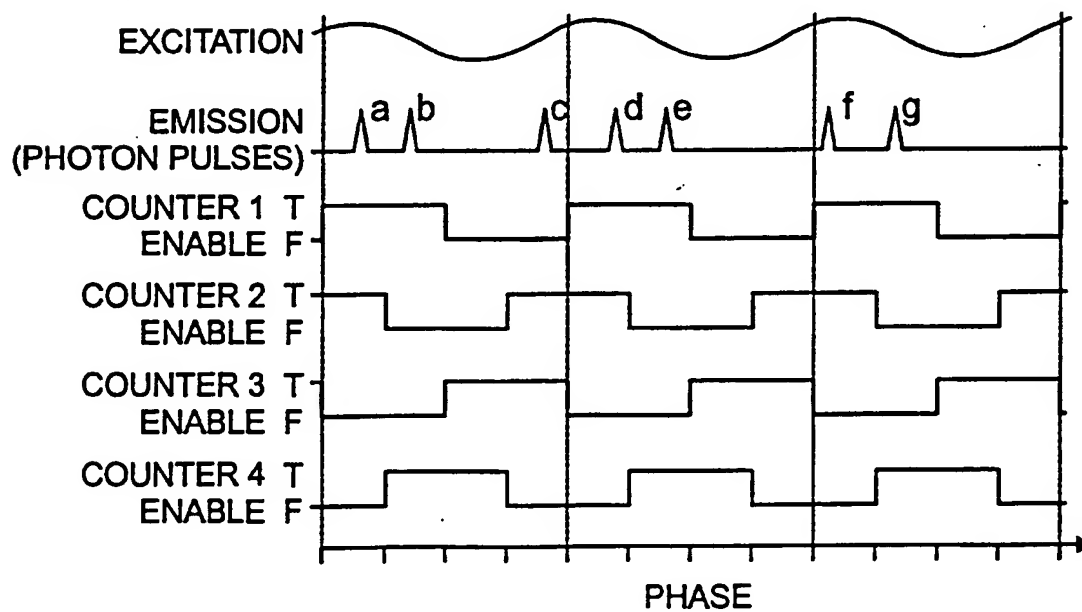 EXCITATION
EMISSION
(PHOTON PULSES)
a b c d e f g
COUNTER 1 T
ENABLE F
COUNTER 2 T
ENABLE F
COUNTER 3 T
ENABLE F
COUNTER 4 T
ENABLE F
PHASE